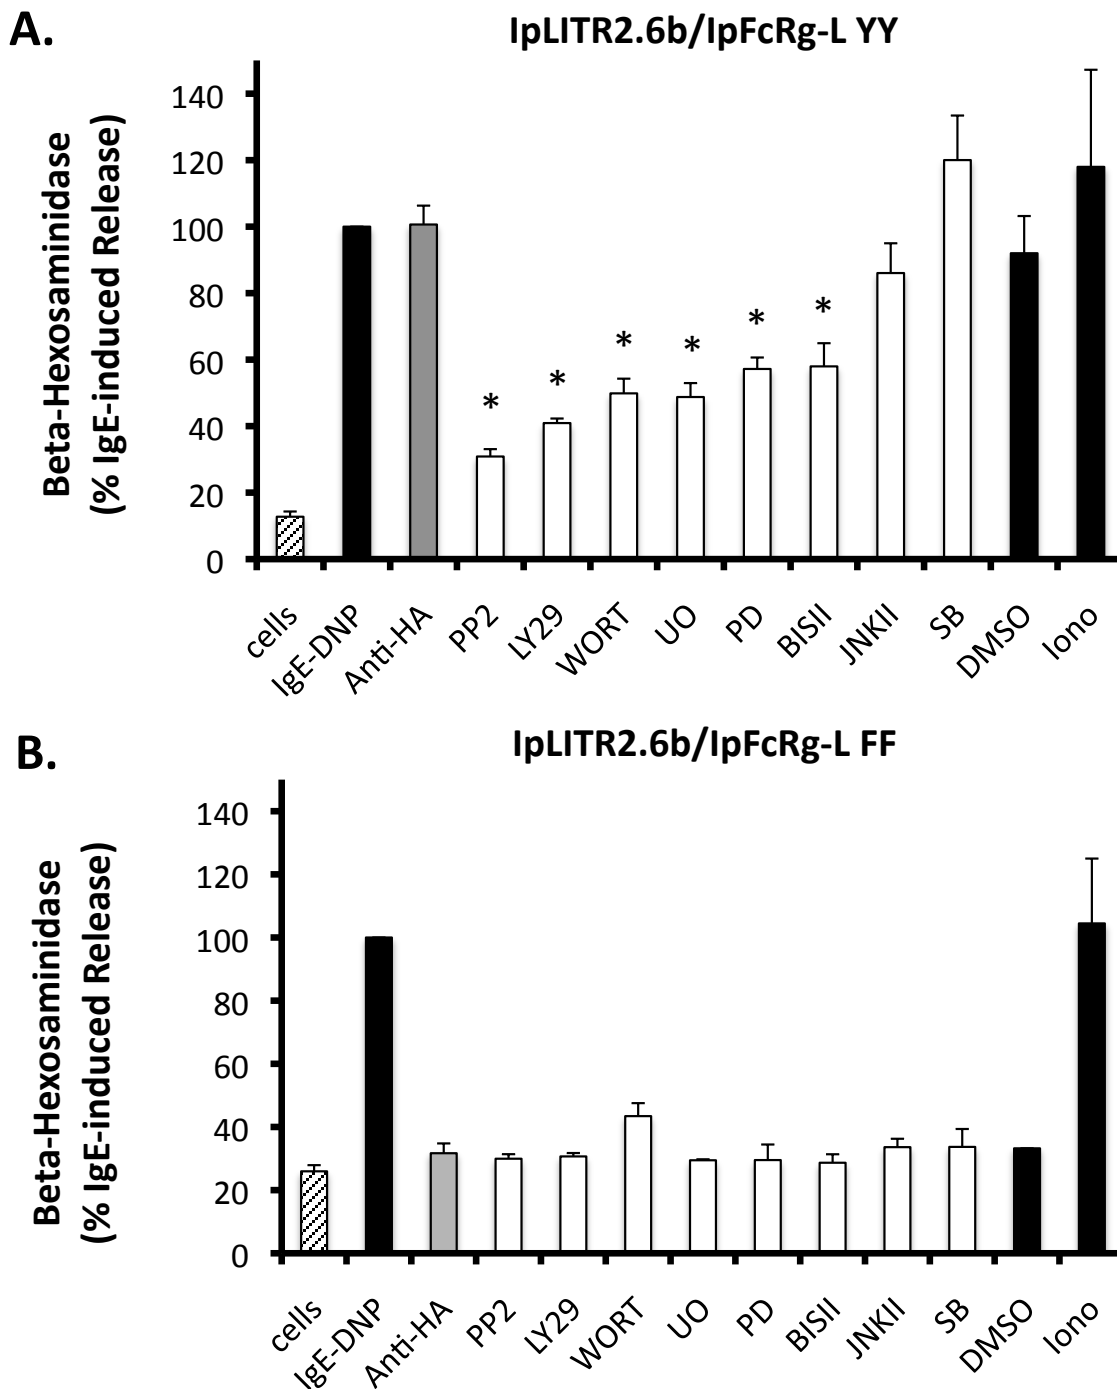 A.
IpLITR2.6b/IpFcRg-L YY
Beta-Hexosaminidase
(% IgE-induced Release)
140
120
100
80
60
40
20
0
* * * * * *
cells IgE-DNP Anti-HA PP2 LY29 WORT UO PD BISII JNKII SB DMSO Iono
B.
IpLITR2.6b/IpFcRg-L FF
Beta-Hexosaminidase
(% IgE-induced Release)
140
120
100
80
60
40
20
0
cells IgE-DNP Anti-HA PP2 LY29 WORT UO PD BISII JNKII SB DMSO Iono